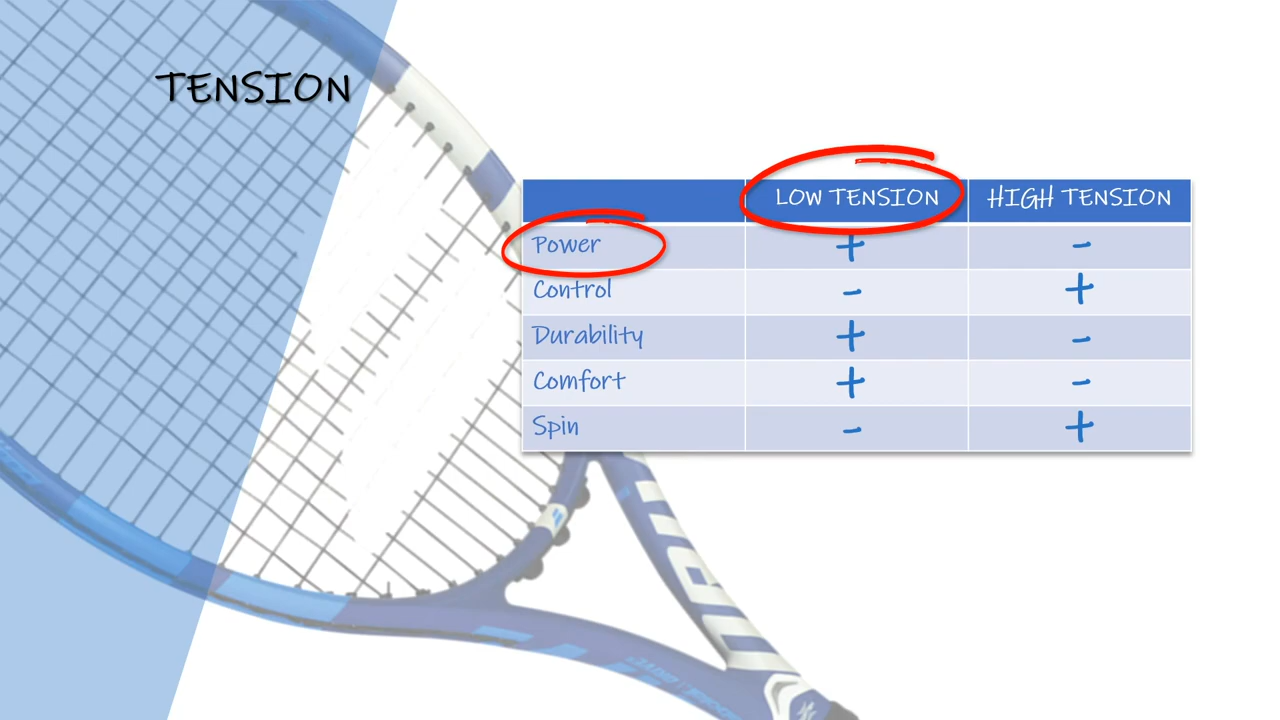 TENSION
LOW TENSION HIGH TENSION
Power + -
Control - +
Durability + -
Comfort + -
Spin - +